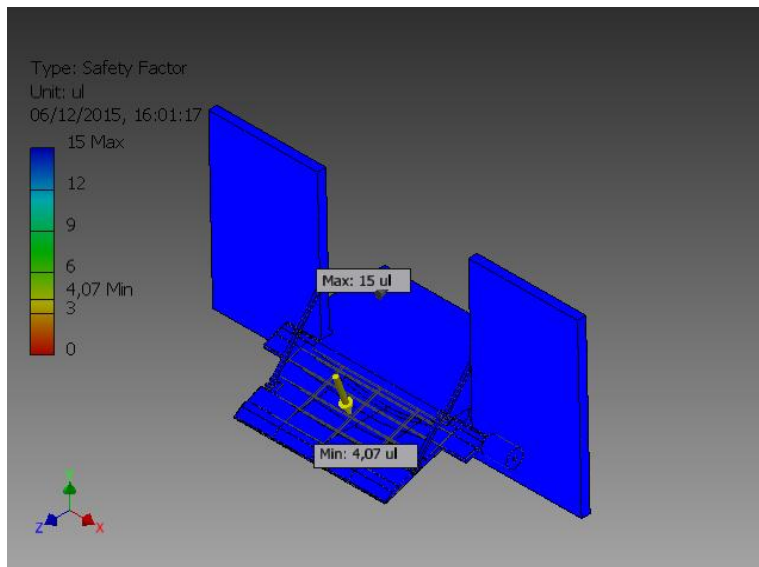 Type: Safety Factor
Unit: ul
06/12/2015, 16:01:17
15 Max
12
9
6
4,07 Min
3
0
Max: 15 ul
Min: 4,07 ul
Y
Z
X